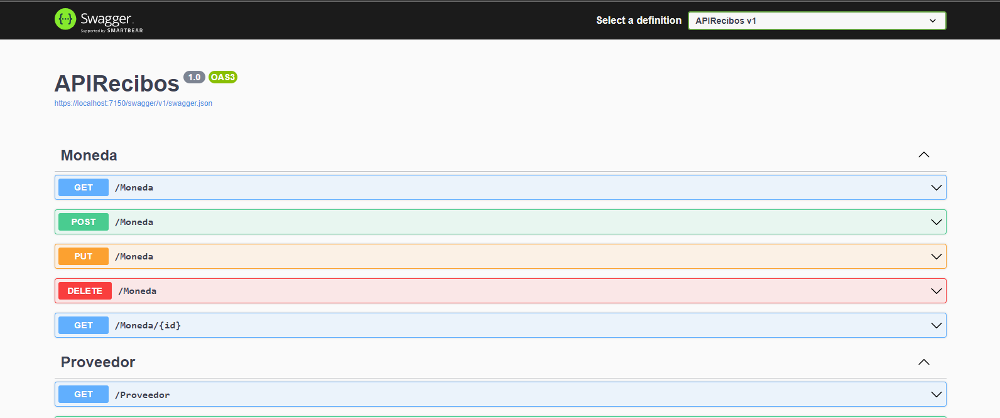 Swagger
Supported by SMARTBEAR
Select a definition
APIRecibos v1
APIRecibos 1.0 OAS3
https://localhost:7150/swagger/v1/swagger.json
Moneda
GET /Moneda
POST /Moneda
PUT /Moneda
DELETE /Moneda
GET /Moneda/{id}
Proveedor
GET /Proveedor